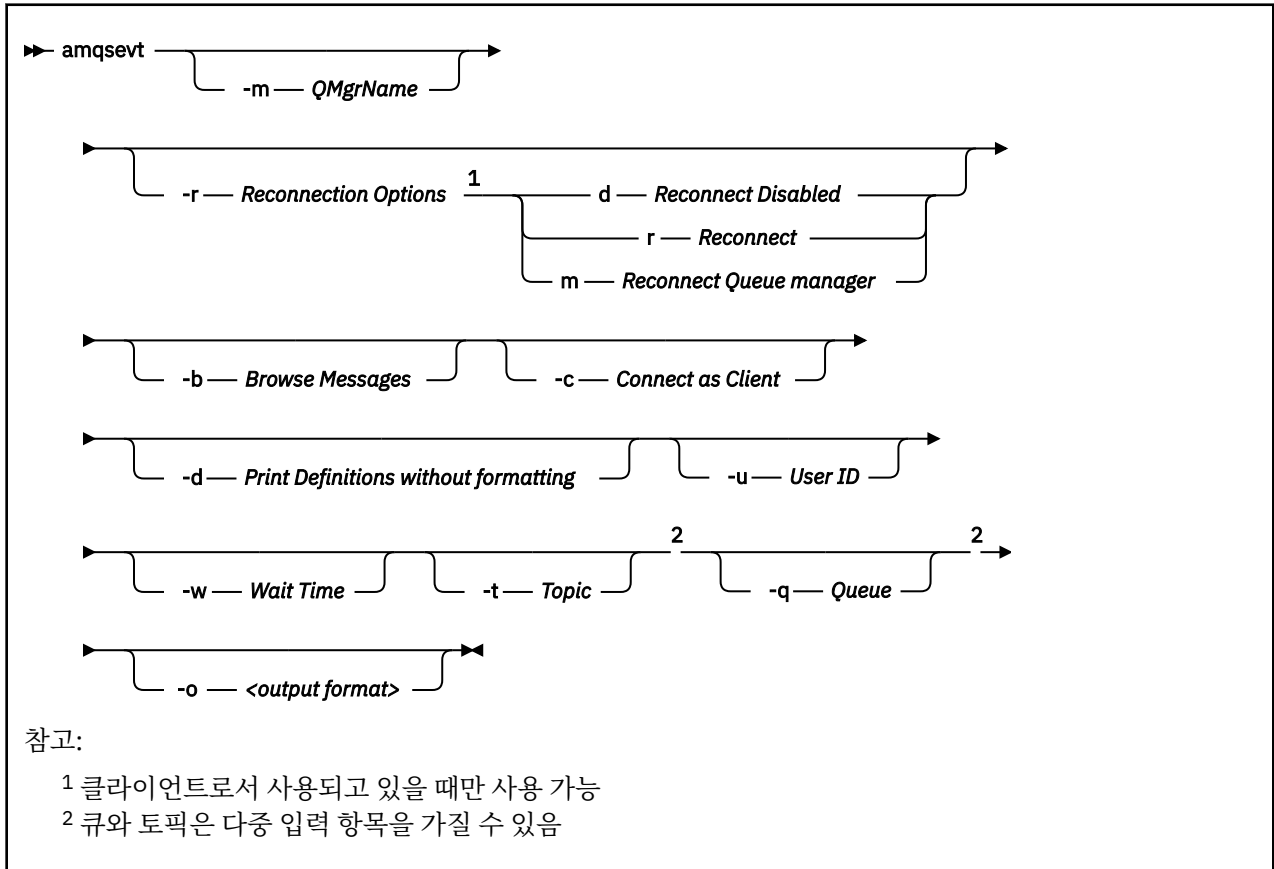 amqsevt
-m QMgrName
-r Reconnection Options 1 d Reconnect Disabled
r Reconnect
m Reconnect Queue manager
-b Browse Messages -c Connect as Client
-d Print Definitions without formatting -u User ID
-w Wait Time -t Topic 2 -q Queue 2
-o <output format>
참고:
1 클라이언트로서 사용되고 있을 때만 사용 가능
2 큐와 토픽은 다중 입력 항목을 가질 수 있음